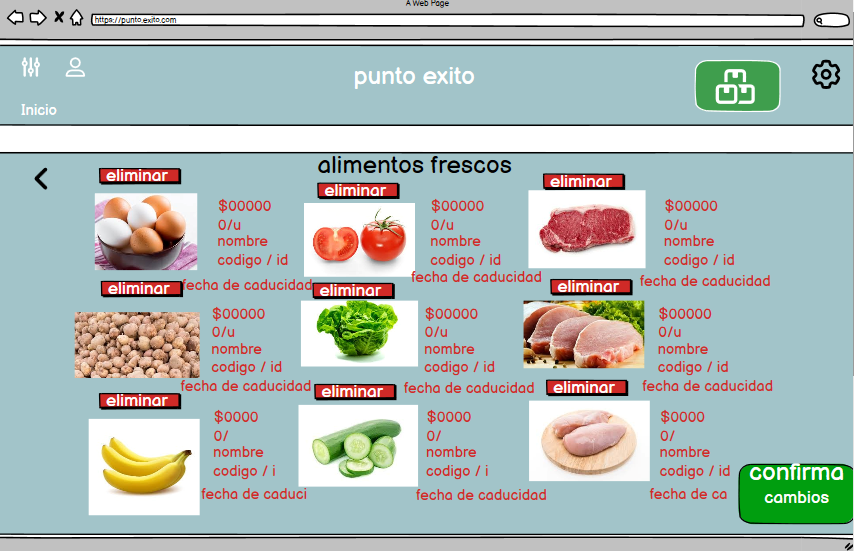 A Web Page
https://punto.exito.com
punto exito
Inicio
alimentos frescos
eliminar
$00000
0/u
nombre
codigo / id
fecha de caducidad
eliminar
$00000
0/u
nombre
codigo / id
fecha de caducidad
eliminar
$00000
0/u
nombre
codigo / id
fecha de caducidad
eliminar
$00000
0/u
nombre
codigo / id
fecha de caducidad
eliminar
$00000
0/u
nombre
codigo / id
fecha de caducidad
eliminar
$00000
0/u
nombre
codigo / id
fecha de caducidad
eliminar
$0000
0/
nombre
codigo / i
fecha de caduci
eliminar
$0000
0/
nombre
codigo / i
fecha de caducidad
eliminar
$0000
0/
nombre
codigo / id
fecha de ca
confirma
cambios